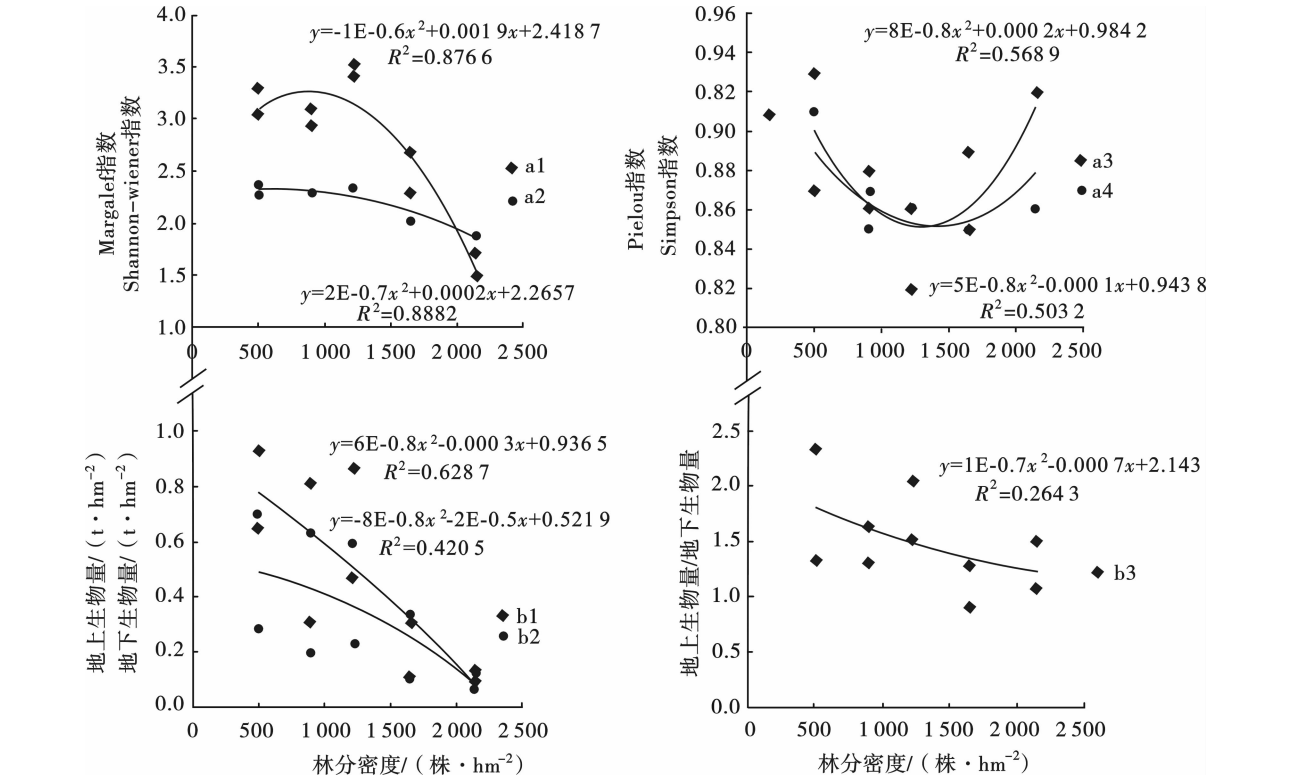 4.0
3.5
3.0
2.5
2.0
1.5
1.0
Margalef指数
Shannon-wiener指数
y=-1E-0.6x²+0.001 9x+2.418 7
R²=0.876 6
a1
a2
y=2E-0.7x²+0.0002x+2.2657
R²=0.8882
0 500 1 000 1 500 2 000 2 500
0.96
0.94
0.92
0.90
0.88
0.86
0.84
0.82
0.80
Pielou指数
Simpson指数
y=8E-0.8x²+0.000 2x+0.984 2
R²=0.568 9
a3
a4
y=5E-0.8x²-0.000 1x+0.943 8
R²=0.503 2
0 500 1 000 1 500 2 000 2 500
1.0
0.8
0.6
0.4
0.2
0.0
地上生物量/(t·hm⁻²)
地下生物量/(t·hm⁻²)
y=6E-0.8x²-0.000 3x+0.936 5
R²=0.628 7
y=-8E-0.8x²-2E-0.5x+0.521 9
R²=0.420 5
b1
b2
0 500 1 000 1 500 2 000 2 500
林分密度/(株·hm⁻²)
2.5
2.0
1.5
1.0
0.5
0.0
地上生物量/地下生物量
y=1E-0.7x²-0.000 7x+2.143
R²=0.264 3
b3
0 500 1 000 1 500 2 000 2 500
林分密度/(株·hm⁻²)